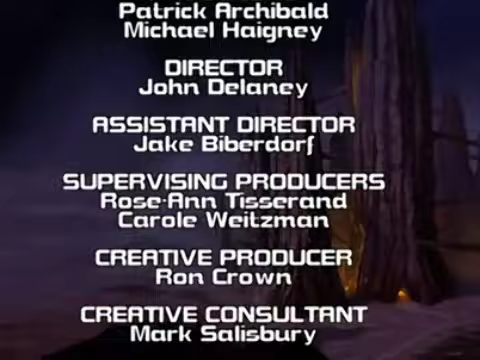 Patrick Archibald
Michael Haigney
DIRECTOR
John Delaney
ASSISTANT DIRECTOR
Jake Biberdorf
SUPERVISING PRODUCERS
Rose-Ann Tisserand
Carole Weitzman
CREATIVE PRODUCER
Ron Crown
CREATIVE CONSULTANT
Mark Salisbury